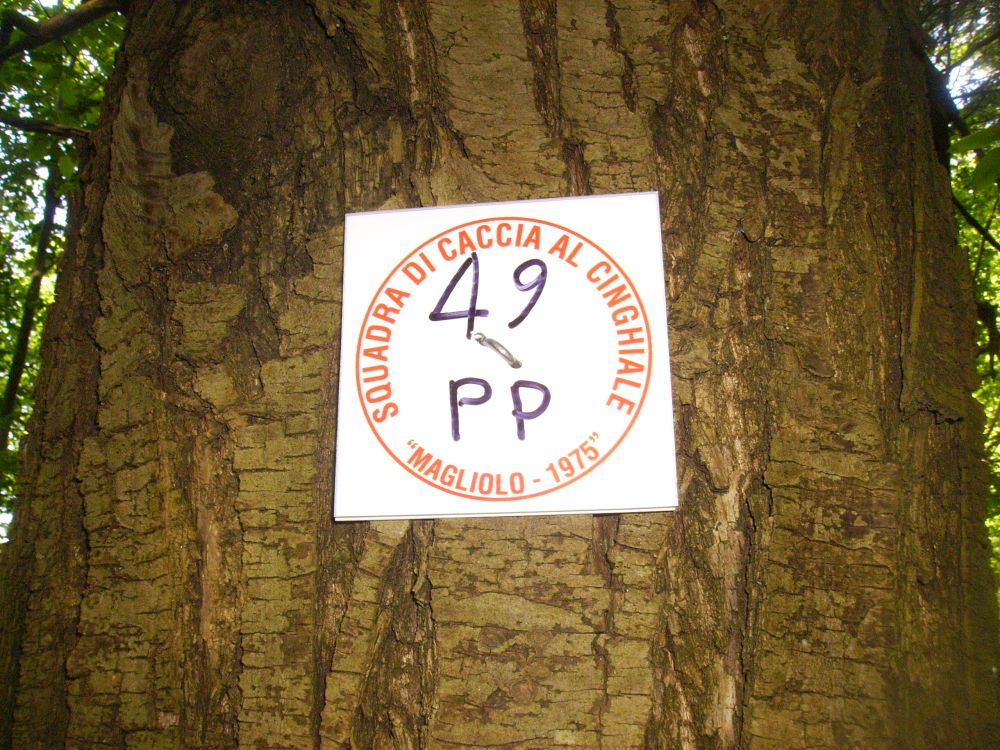 SQUADRA DI CACCIA AL CINGHIALE
49
PP
"MAGLIOLO - 1975"